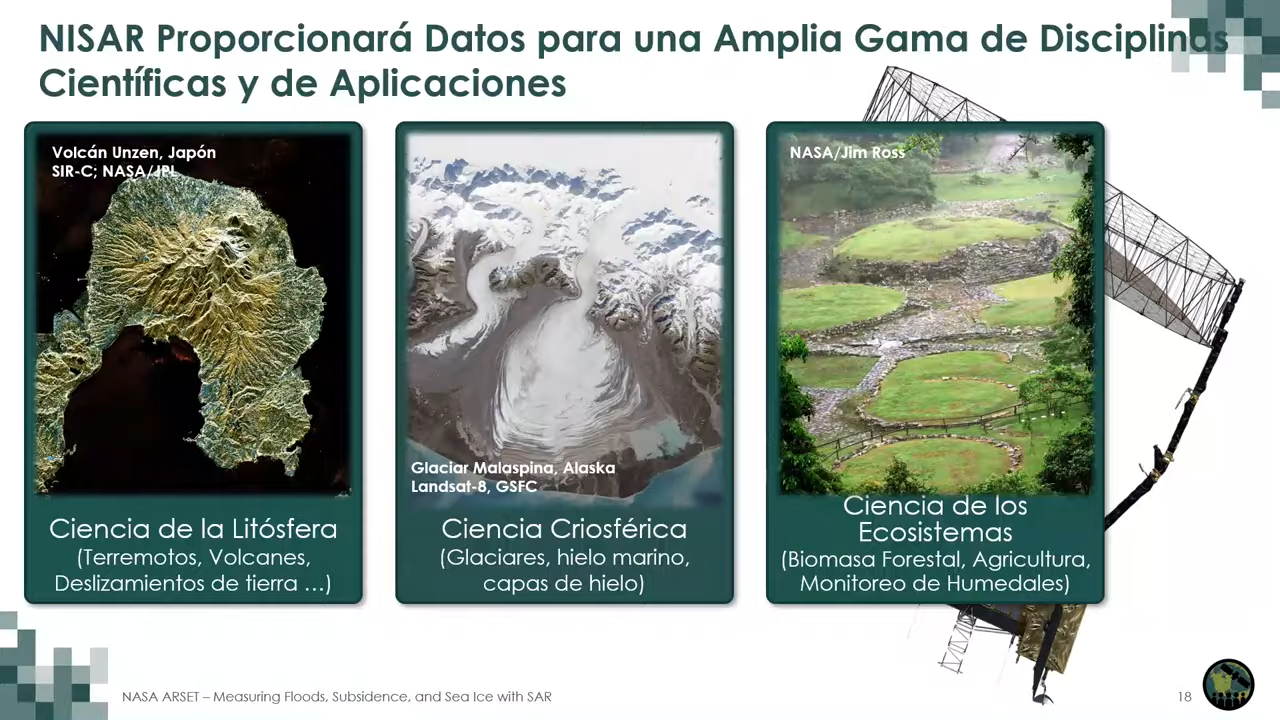 NISAR Proporcionará Datos para una Amplia Gama de Disciplinas
Científicas y de Aplicaciones
Volcán Unzen, Japón
SIR-C; NASA/JPL
Ciencia de la Litósfera
(Terremotos, Volcanes,
Deslizamientos de tierra …)
Glaciar Malaspina, Alaska
Landsat-8, GSFC
Ciencia Criosférica
(Glaciares, hielo marino,
capas de hielo)
NASA/Jim Ross
Ciencia de los
Ecosistemas
(Biomasa Forestal, Agricultura,
Monitoreo de Humedales)
NASA ARSET – Measuring Floods, Subsidence, and Sea Ice with SAR
18